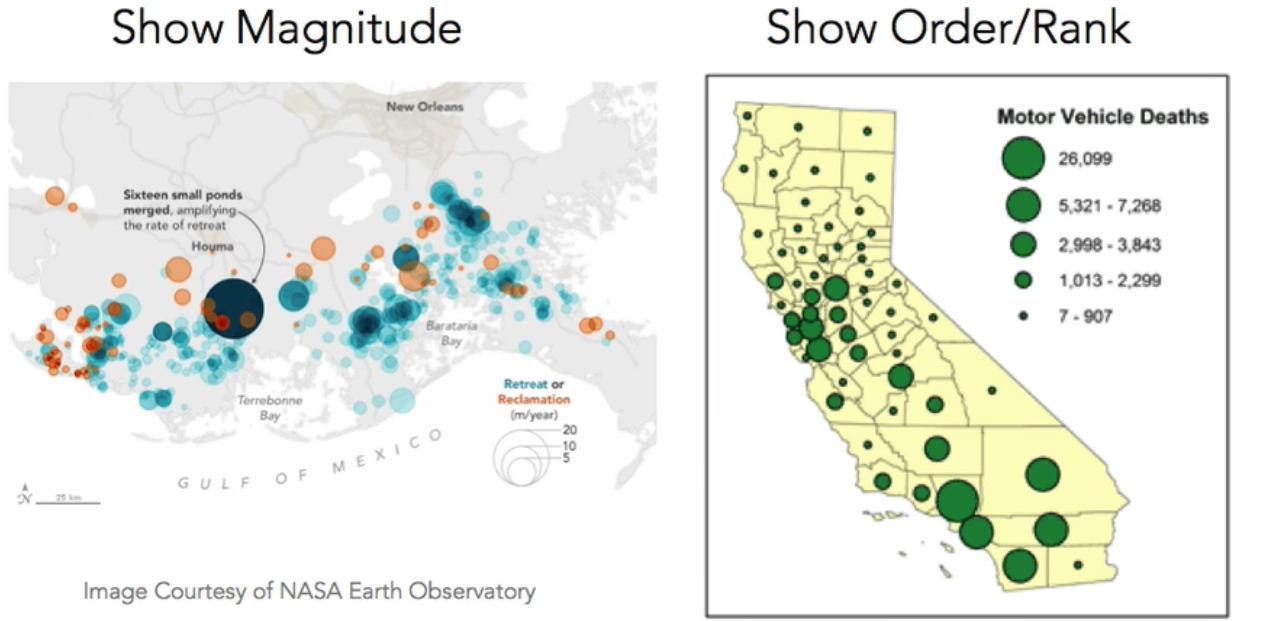 Show Magnitude
New Orleans
Sixteen small ponds
merged, amplifying
the rate of retreat
Houma
Barataria
Bay
Terrebonne
Bay
Retreat or
Reclamation
(m/year)
20
10
5
GULF OF MEXICO
N
25 km
Image Courtesy of NASA Earth Observatory
Show Order/Rank
Motor Vehicle Deaths
26,099
5,321 - 7,268
2,998 - 3,843
1,013 - 2,299
7 - 907